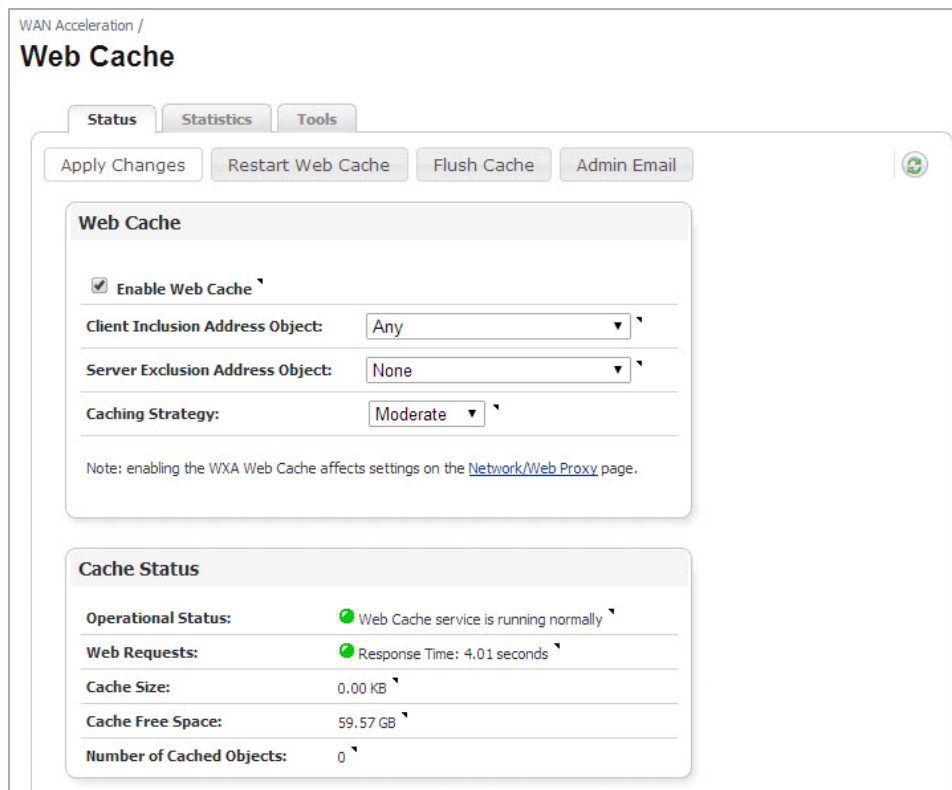 WAN Acceleration /
Web Cache
Status Statistics Tools
Apply Changes Restart Web Cache Flush Cache Admin Email
Web Cache
Enable Web Cache
Client Inclusion Address Object: Any
Server Exclusion Address Object: None
Caching Strategy: Moderate
Note: enabling the WXA Web Cache affects settings on the Network/Web Proxy page.
Cache Status
Operational Status: Web Cache service is running normally
Web Requests: Response Time: 4.01 seconds
Cache Size: 0.00 KB
Cache Free Space: 59.57 GB
Number of Cached Objects: 0